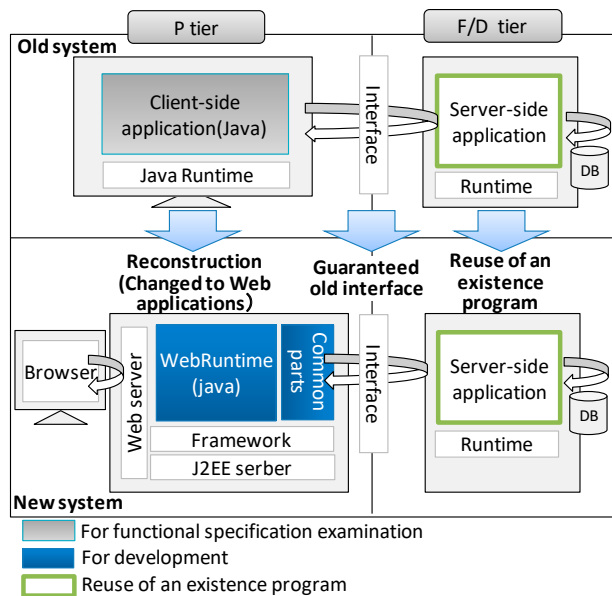 P tier
F/D tier
Old system
Client-side
application(Java)
Java Runtime
Interface
Server-side
application
Runtime
DB
Reconstruction
(Changed to Web
applications)
Guaranteed
old interface
Reuse of an
existence
program
Browser
Web server
WebRuntime
(java)
Common
parts
Framework
J2EE serber
Interface
Server-side
application
Runtime
DB
New system
For functional specification examination
For development
Reuse of an existence program